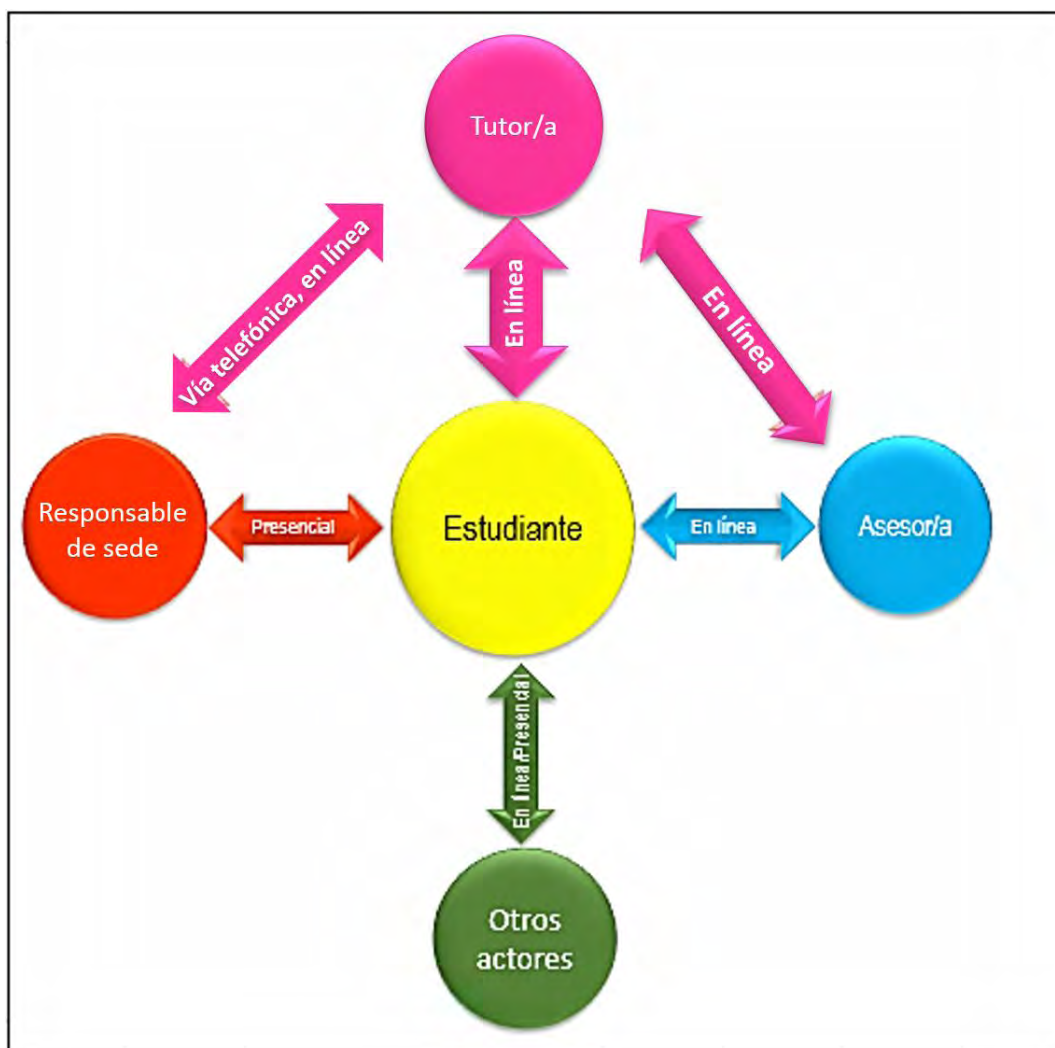 Tutor/a
Vía telefónica, en línea
En línea
En línea
Responsable
de sede
Presencial
Estudiante
En línea
Asesor/a
En línea/Presencial
Otros
actores